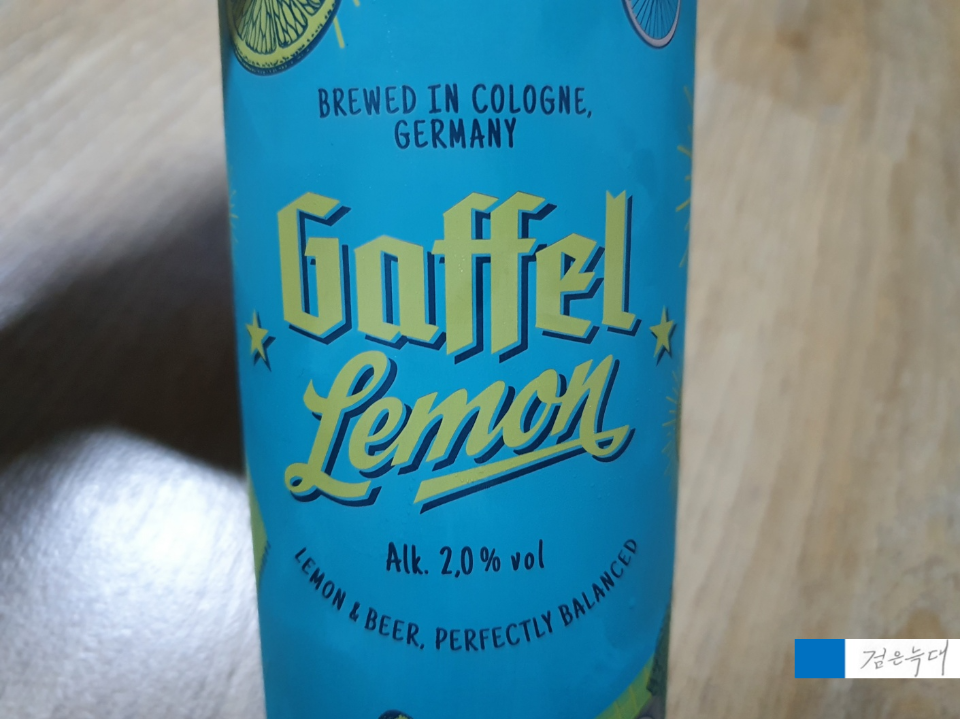 BREWED IN COLOGNE,
GERMANY
Gaffel
Lemon
Alk. 2,0% vol
LEMON & BEER, PERFECTLY BALANCED
검은늑대